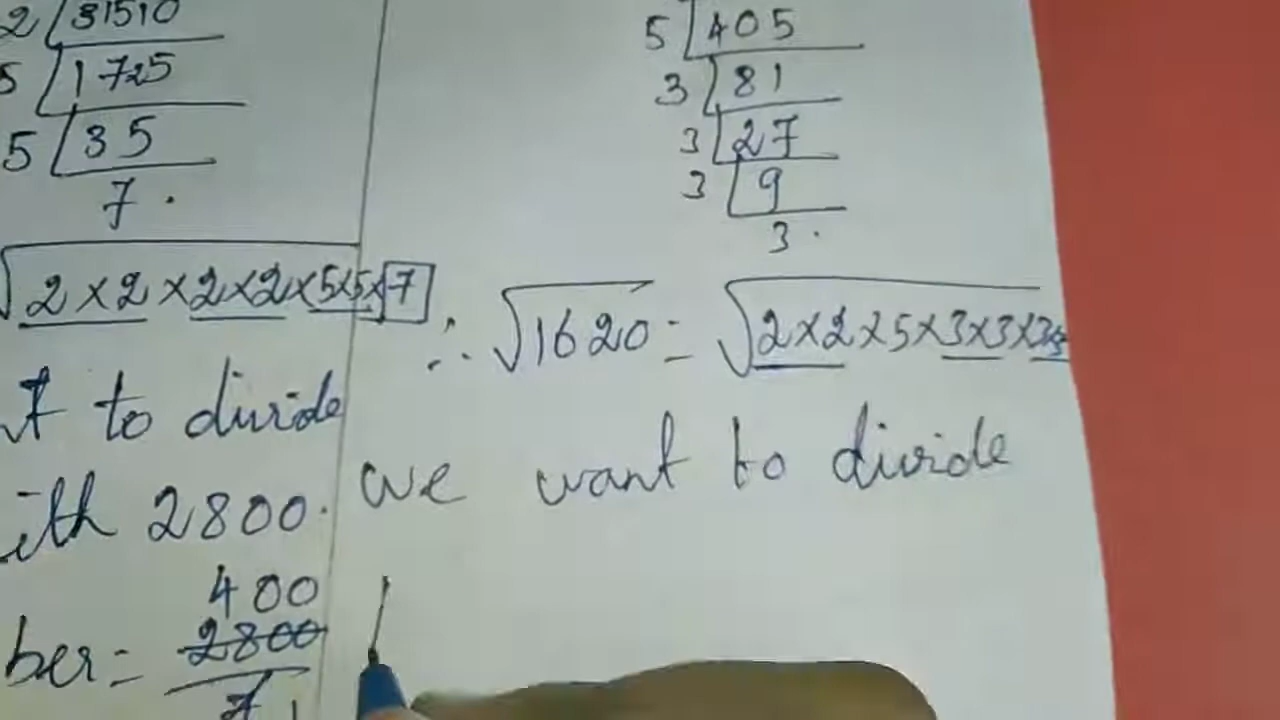 2 31510
5 1725
5 35
7.
√2×2×2×2×5×5×7
to divide
ith 2800.
400
ber = 2800
7 1
5 405
3 81
3 27
3 9
3.
∴ √1620 = √2×2×5×3×3×3×3
we want to divide